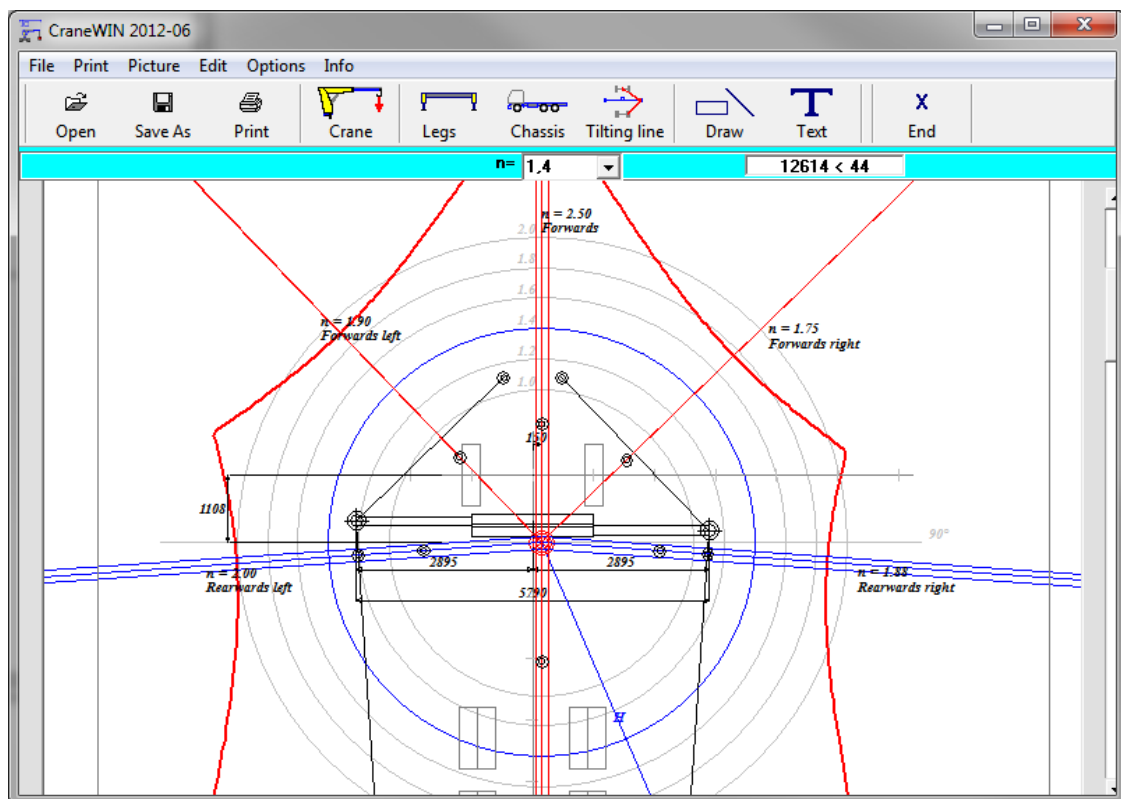 CraneWIN 2012-06
File Print Picture Edit Options Info
Open Save As Print Crane Legs Chassis Tilting line Draw Text X End
n= 1,4 12614 < 44
n = 2.50
Forwards
2.0
1.8
1.6
1.4
1.2
1.0
n = 1.90
Forwards left
n = 1.75
Forwards right
150
1108
90°
2895 2895
n = 2.00
Rearwards left
n = 1.88
Rearwards right
5790
H